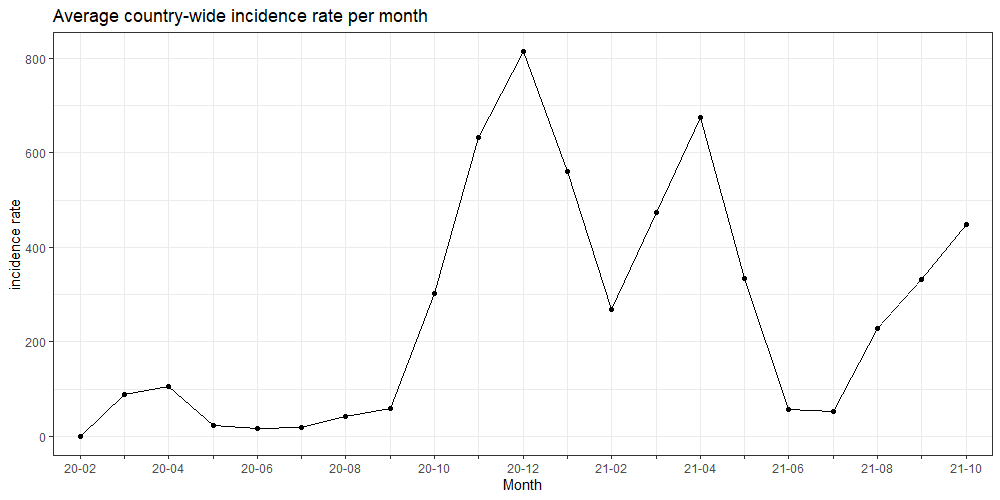 Average country-wide incidence rate per month
incidence rate
800
600
400
200
0
20-02 20-04 20-06 20-08 20-10 20-12 21-02 21-04 21-06 21-08 21-10
Month